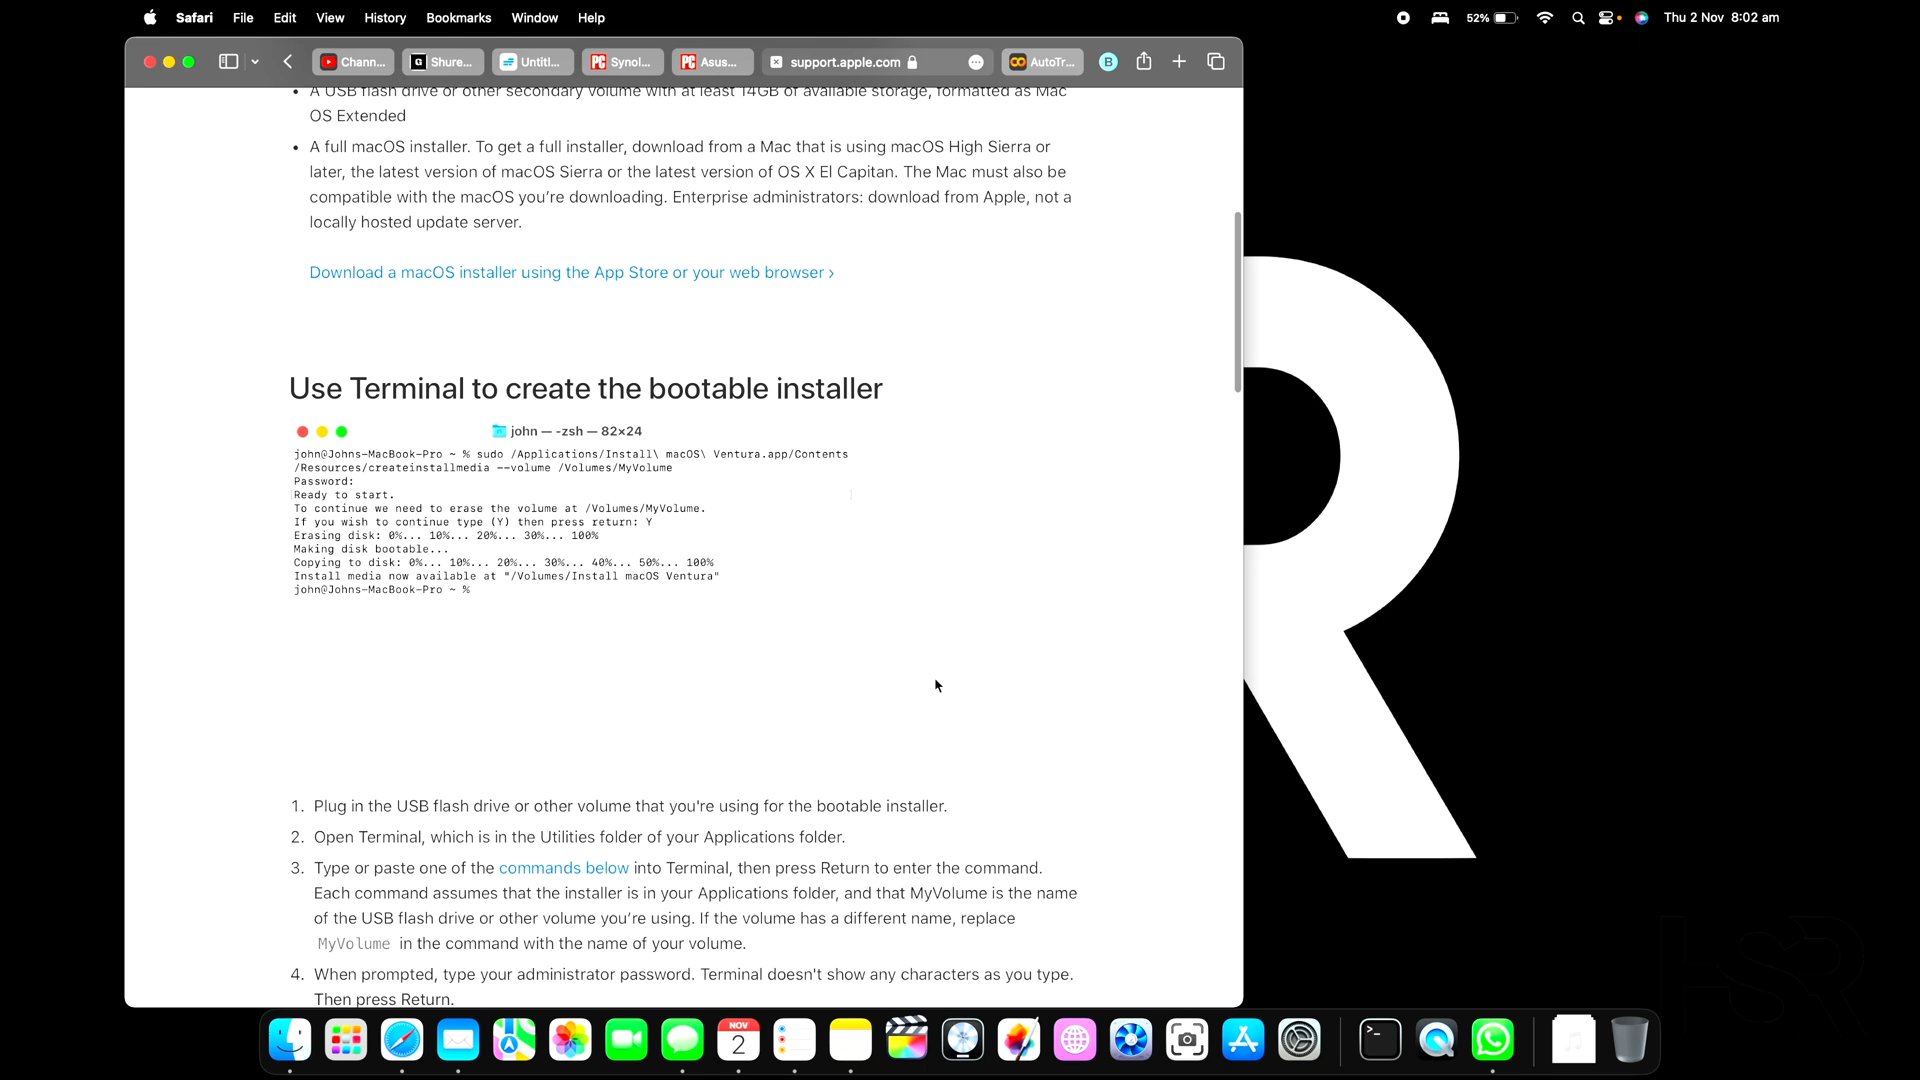 Safari File Edit View History Bookmarks Window Help 52% Thu 2 Nov 8:02 am
Chann... Shure... Untitl... Synol... Asus... support.apple.com AutoTr... B
A USB flash drive or other secondary volume with at least 14GB of available storage, formatted as Mac
OS Extended
A full macOS installer. To get a full installer, download from a Mac that is using macOS High Sierra or
later, the latest version of macOS Sierra or the latest version of OS X El Capitan. The Mac must also be
compatible with the macOS you're downloading. Enterprise administrators: download from Apple, not a
locally hosted update server.
Download a macOS installer using the App Store or your web browser ›
Use Terminal to create the bootable installer
john — -zsh — 82×24
john@Johns-MacBook-Pro ~ % sudo /Applications/Install\ macOS\ Ventura.app/Contents
/Resources/createinstallmedia --volume /Volumes/MyVolume
Password:
Ready to start.
To continue we need to erase the volume at /Volumes/MyVolume.
If you wish to continue type (Y) then press return: Y
Erasing disk: 0%... 10%... 20%... 30%... 100%
Making disk bootable...
Copying to disk: 0%... 10%... 20%... 30%... 40%... 50%... 100%
Install media now available at "/Volumes/Install macOS Ventura"
john@Johns-MacBook-Pro ~ %
1. Plug in the USB flash drive or other volume that you're using for the bootable installer.
2. Open Terminal, which is in the Utilities folder of your Applications folder.
3. Type or paste one of the commands below into Terminal, then press Return to enter the command.
Each command assumes that the installer is in your Applications folder, and that MyVolume is the name
of the USB flash drive or other volume you're using. If the volume has a different name, replace
MyVolume in the command with the name of your volume.
4. When prompted, type your administrator password. Terminal doesn't show any characters as you type.
Then press Return.
R
HSR
NOV
2